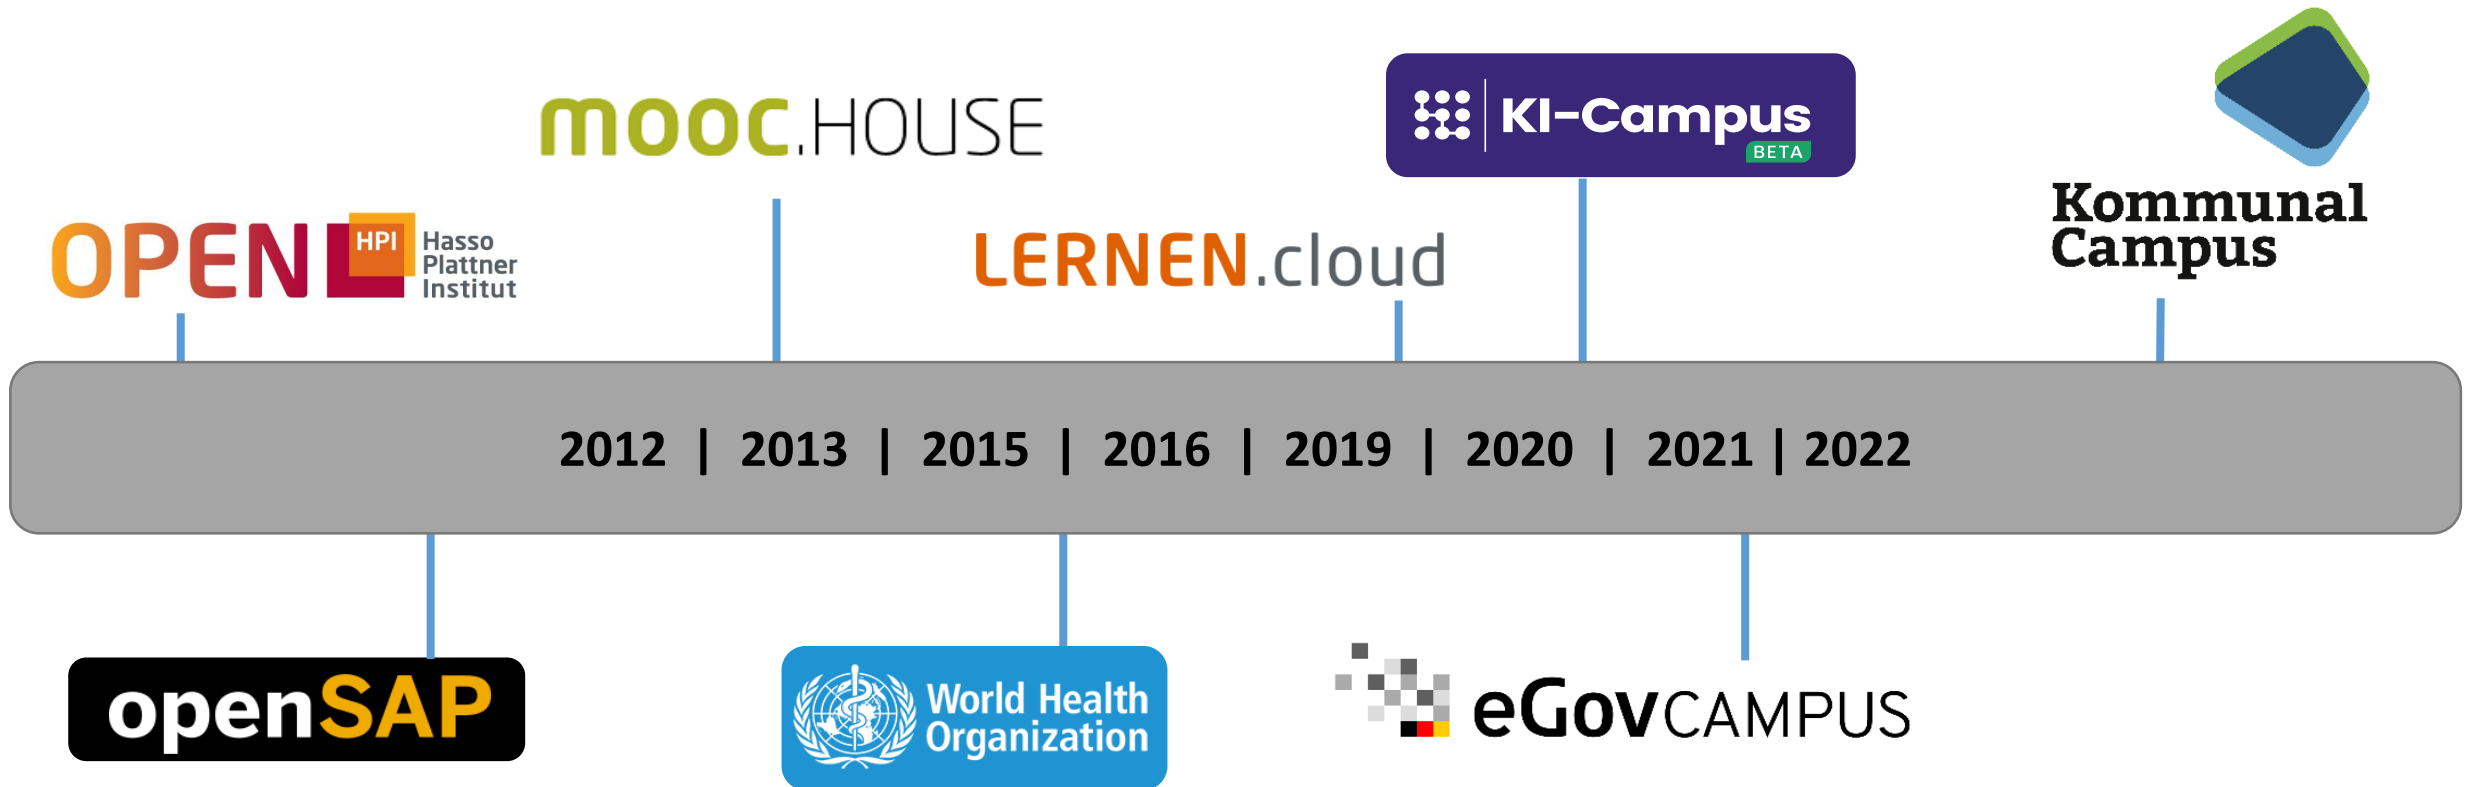 mooc.HOUSE
KI-Campus
BETA
Kommunal
Campus
OPEN HPI Hasso
Plattner
Institut
LERNEN.cloud
2012 | 2013 | 2015 | 2016 | 2019 | 2020 | 2021 | 2022
openSAP
World Health
Organization
eGovCAMPUS